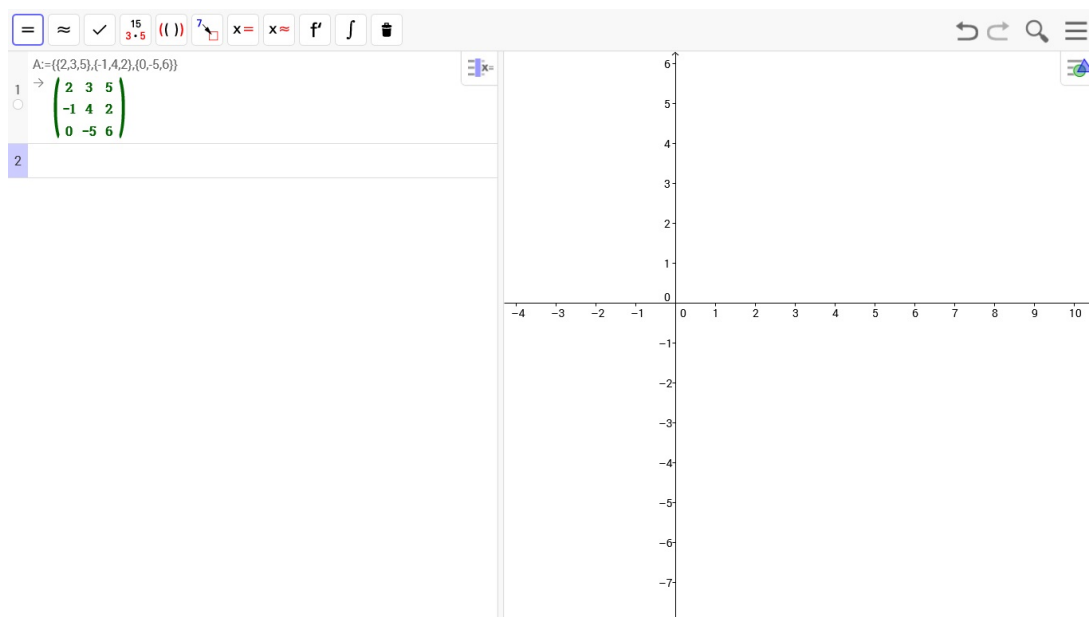 = ≈ ✓ 15 3·5 (( )) 7 x= x≈ f′ ∫
A:={{2,3,5},{-1,4,2},{0,-5,6}}
x=
1 → 2 3 5
−1 4 2
0 −5 6
2
6
5
4
3
2
1
0
−4 −3 −2 −1 0 1 2 3 4 5 6 7 8 9 10
−1
−2
−3
−4
−5
−6
−7